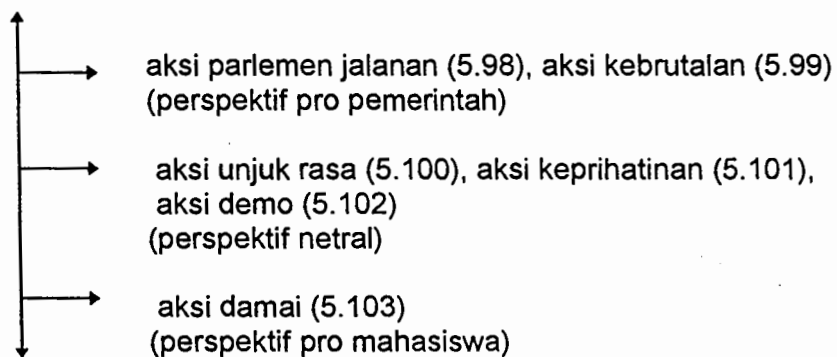 aksi parlemen jalanan (5.98), aksi kebrutalan (5.99)
(perspektif pro pemerintah)
aksi unjuk rasa (5.100), aksi keprihatinan (5.101),
aksi demo (5.102)
(perspektif netral)
aksi damai (5.103)
(perspektif pro mahasiswa)